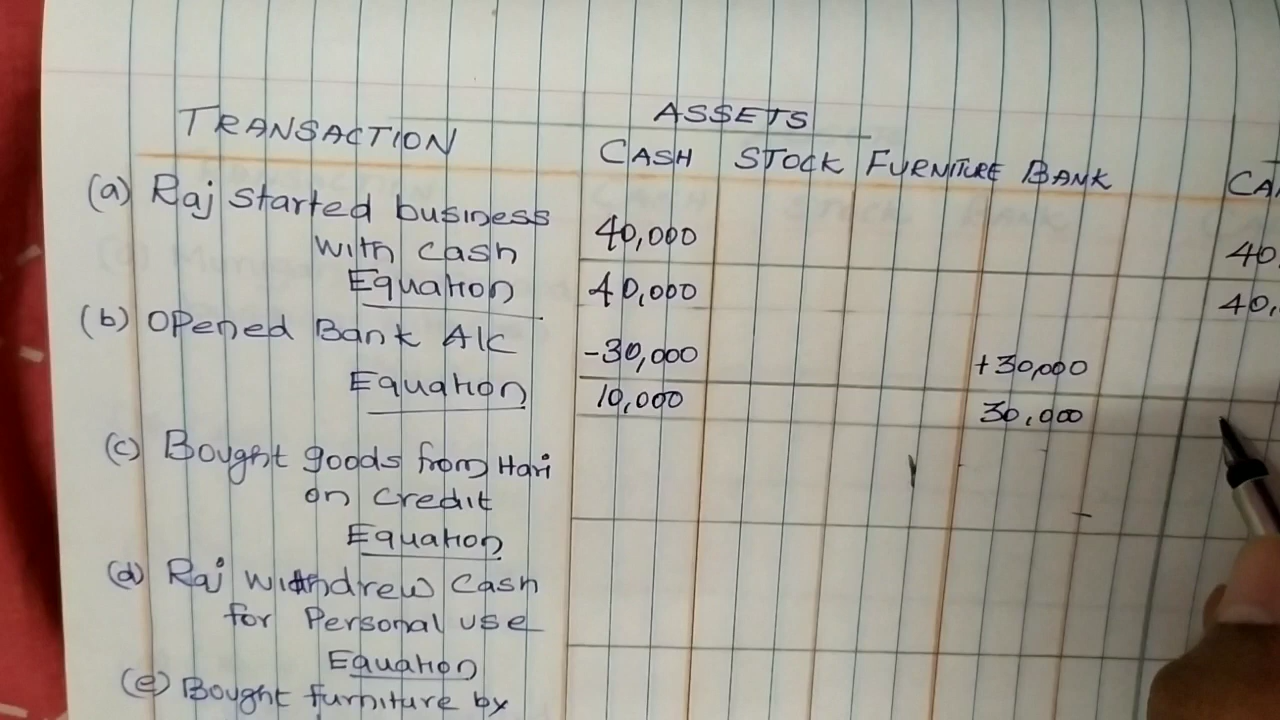 TRANSACTION
ASSETS
CASH STOCK FURNITURE BANK
(a) Raj started business
with cash 40,000
Equation 40,000
(b) Opened Bank A/c -30,000 +30,000
Equation 10,000 30,000
(c) Bought goods from Hari
on credit
Equation
(d) Raj withdrew cash
for Personal use
Equation
(e) Bought furniture by